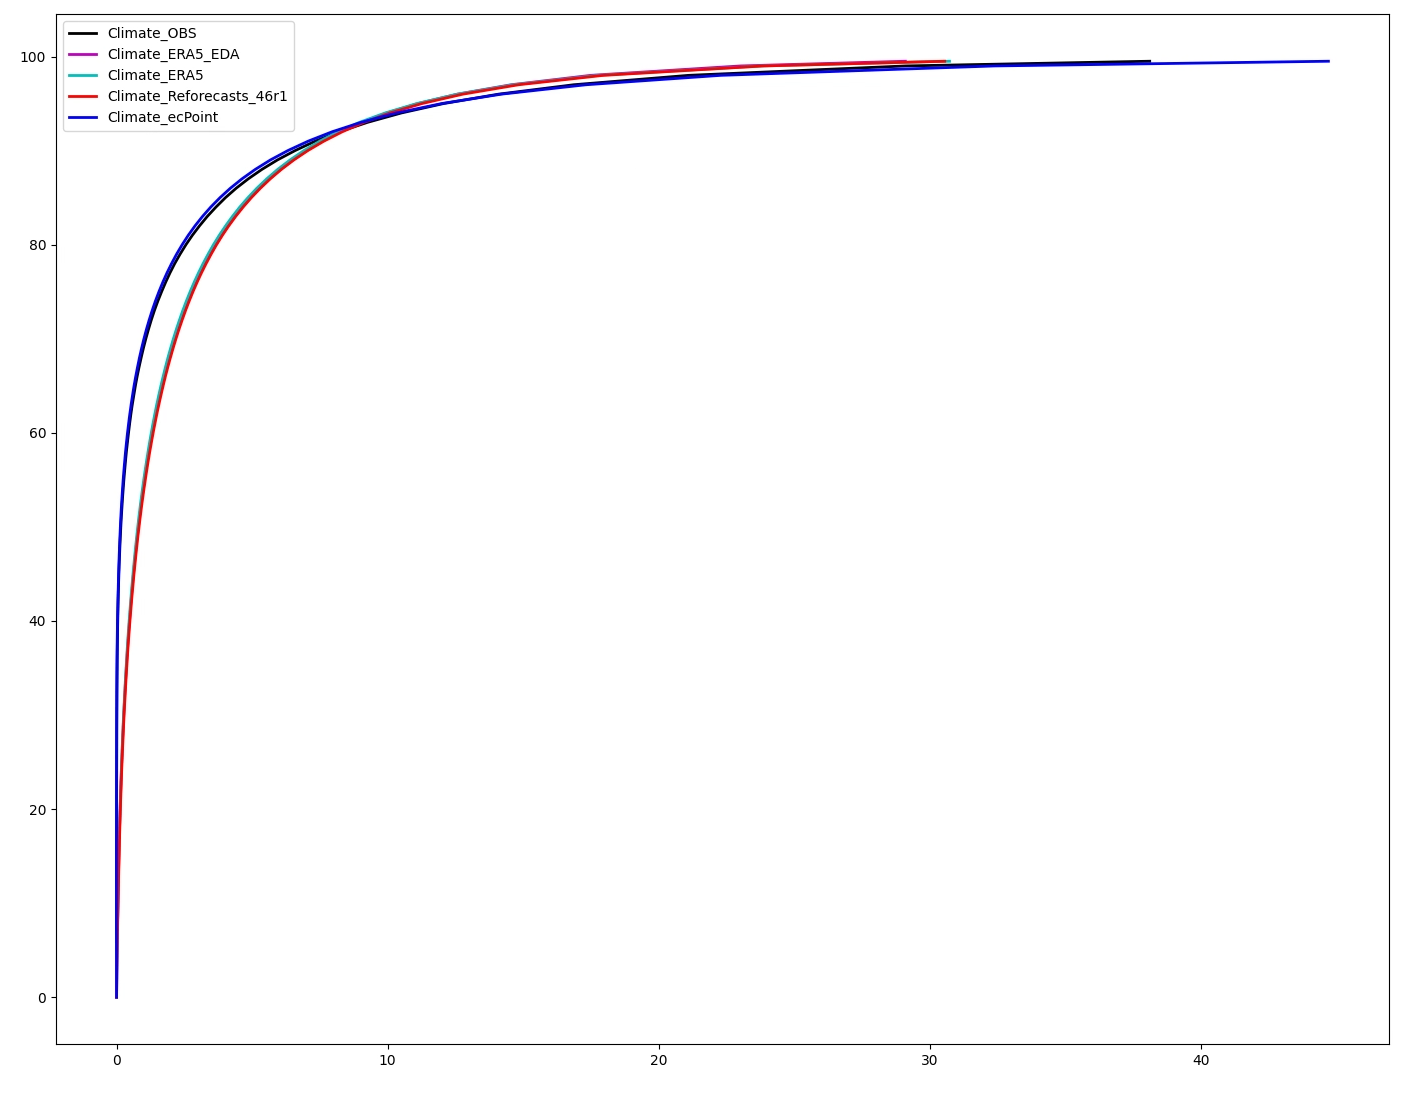 Climate_OBS
Climate_ERA5_EDA
Climate_ERA5
Climate_Reforecasts_46r1
Climate_ecPoint
100
80
60
40
20
0
0 10 20 30 40